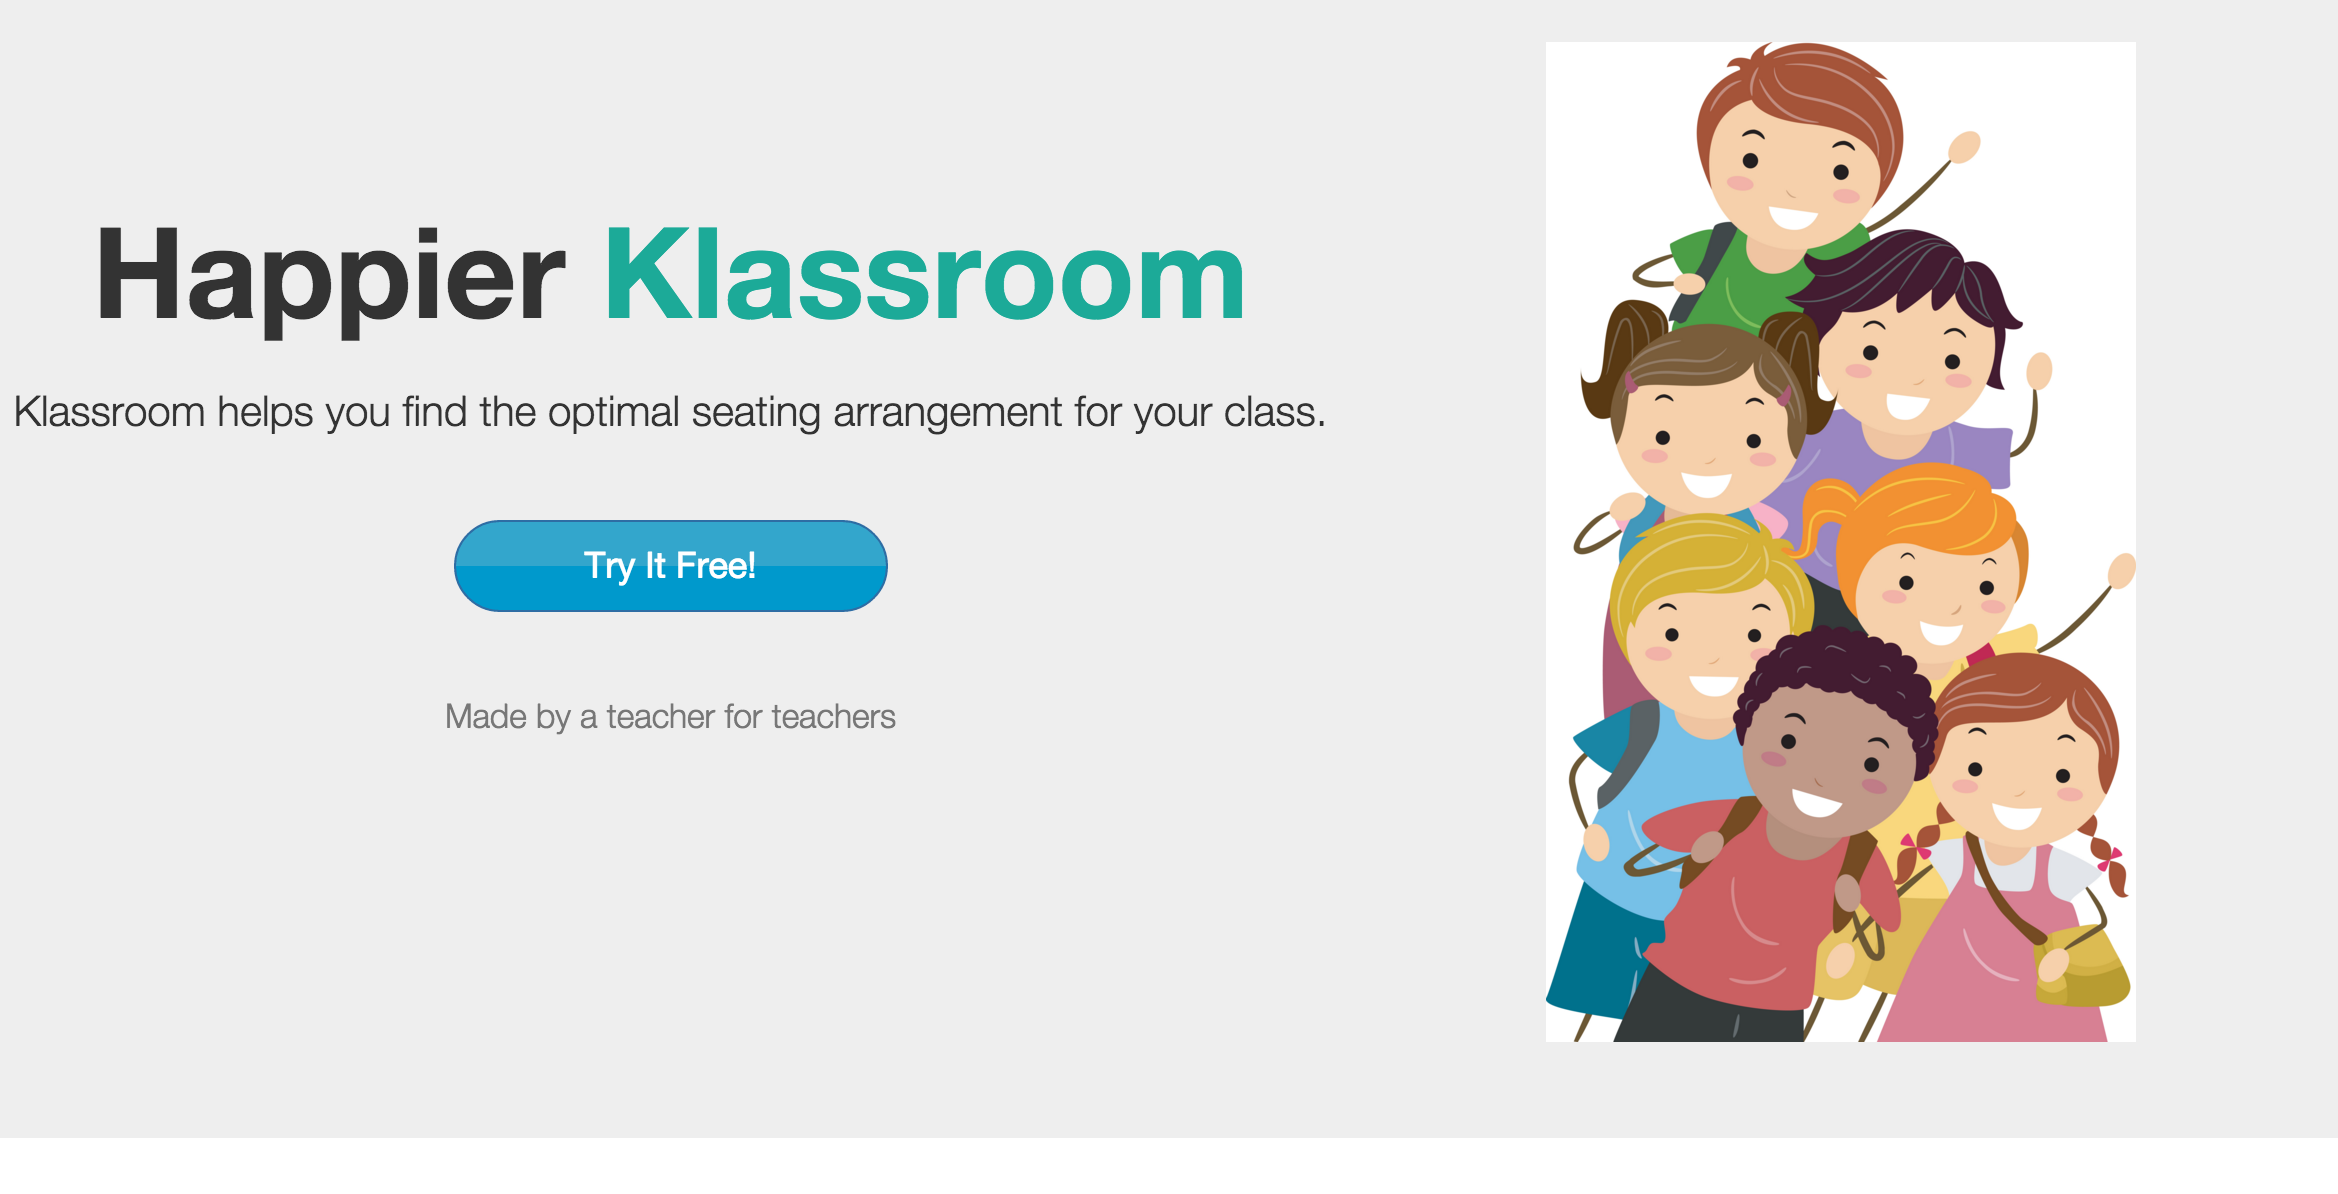 Happier Klassroom
Klassroom helps you find the optimal seating arrangement for your class.
Try It Free!
Made by a teacher for teachers